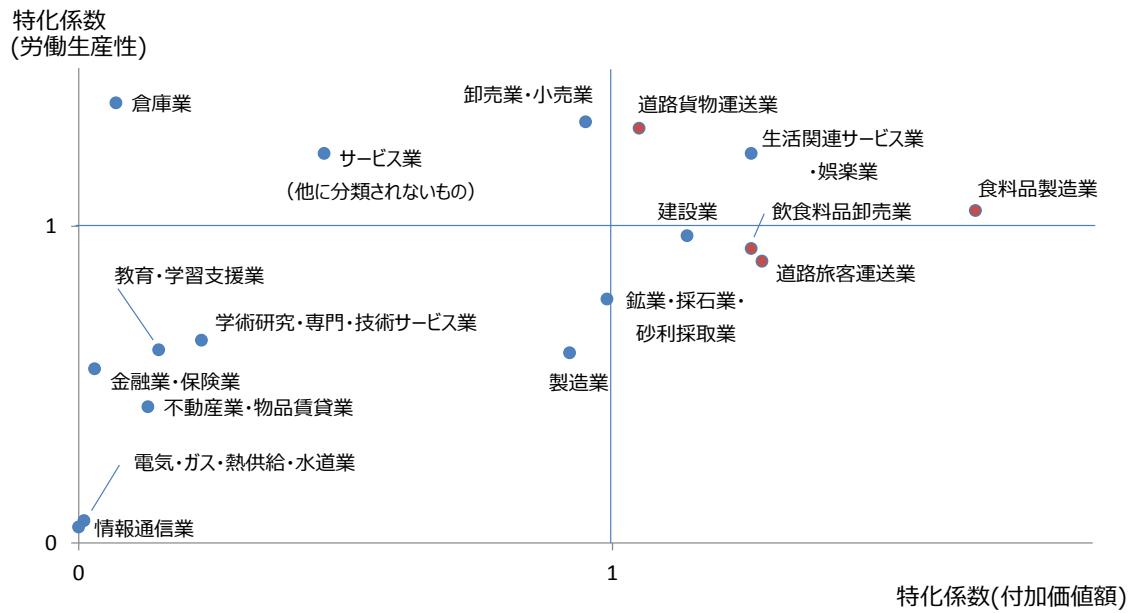 特化係数
(労働生産性)
倉庫業
卸売業・小売業
道路貨物運送業
サービス業
(他に分類されないもの)
生活関連サービス業
・娯楽業
食料品製造業
建設業
飲食料品卸売業
1
道路旅客運送業
教育・学習支援業
学術研究・専門・技術サービス業
鉱業・採石業・
砂利採取業
金融業・保険業
製造業
不動産業・物品賃貸業
電気・ガス・熱供給・水道業
情報通信業
0
0
1
特化係数(付加価値額)